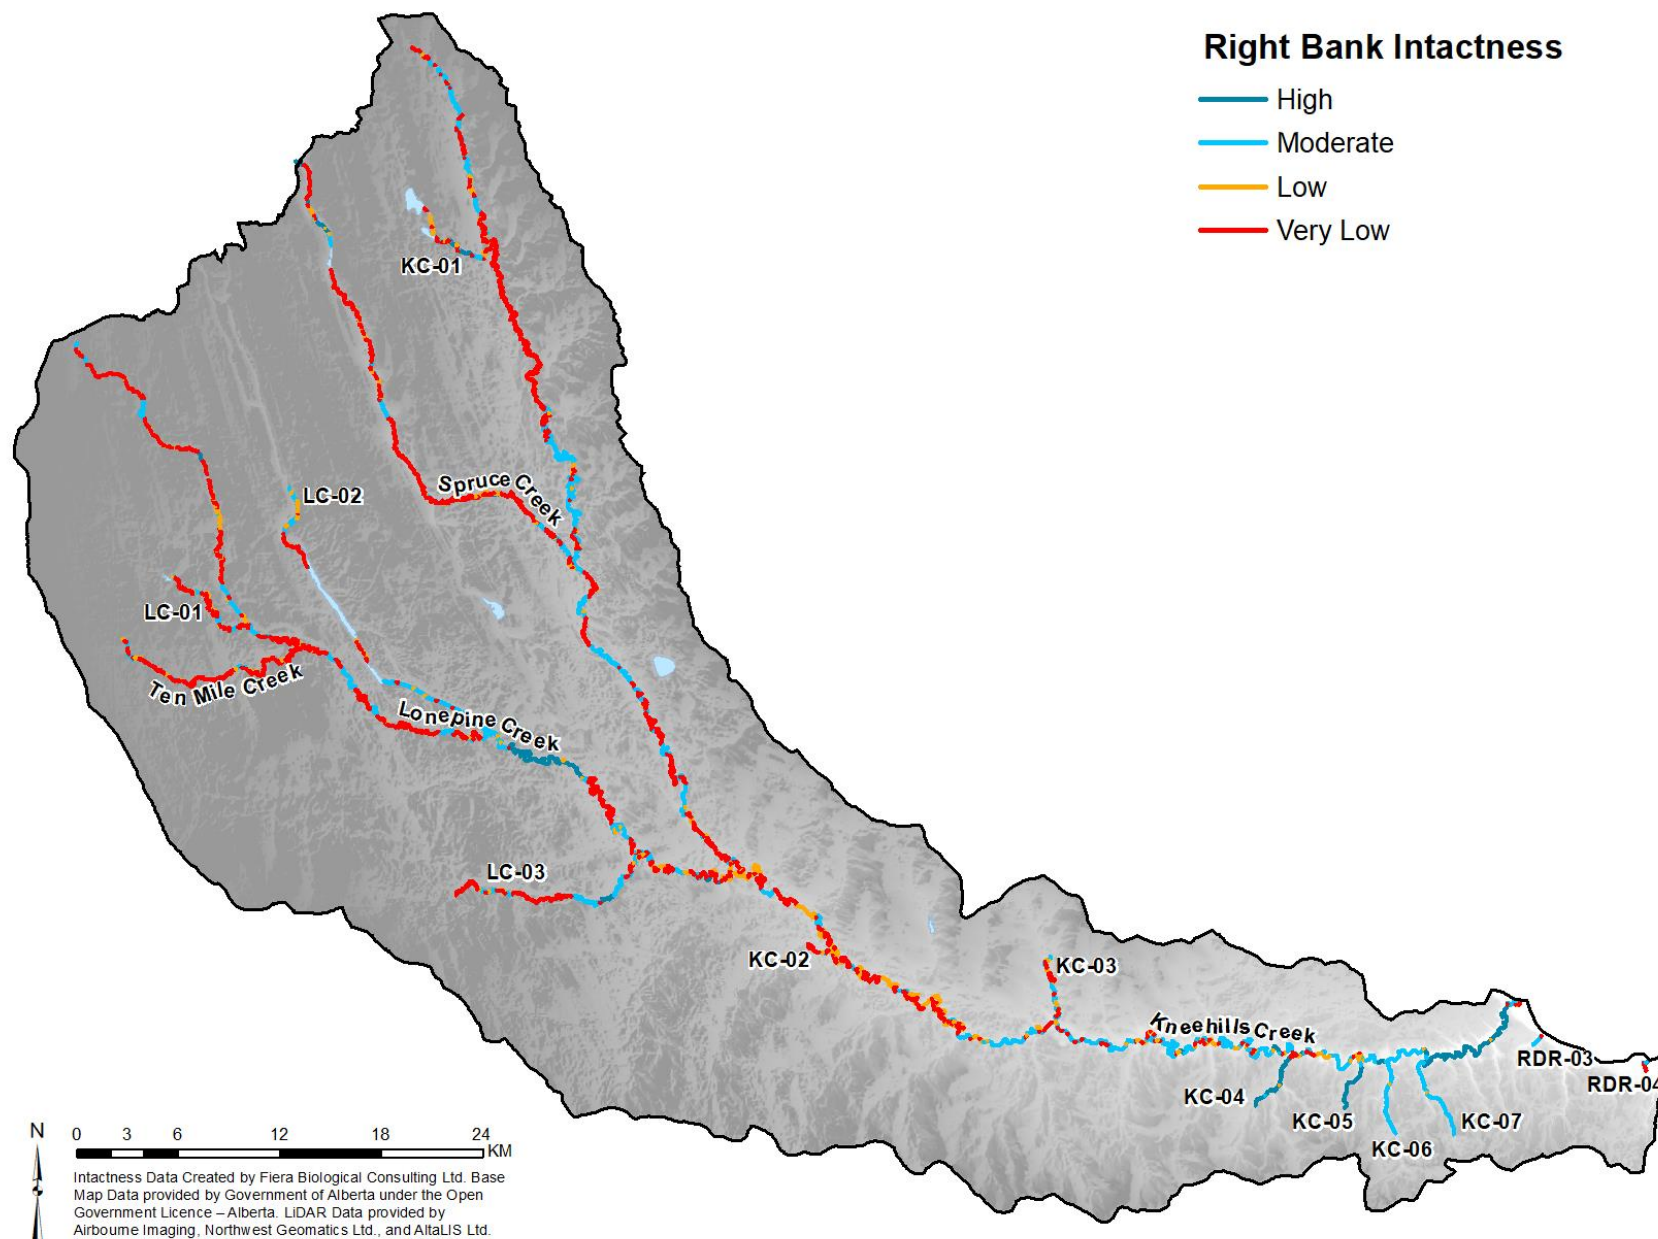 Right Bank Intactness
High
Moderate
Low
Very Low
KC-01
Spruce Creek
LC-02
LC-01
Ten Mile Creek
Lonepine Creek
LC-03
KC-02
KC-03
Kneehills Creek
RDR-03
RDR-04
KC-04
KC-05
KC-06
KC-07
N
0 3 6 12 18 24
KM
Intactness Data Created by Fiera Biological Consulting Ltd. Base
Map Data provided by Government of Alberta under the Open
Government Licence – Alberta. LiDAR Data provided by
Airbourne Imaging, Northwest Geomatics Ltd., and AltaLIS Ltd.